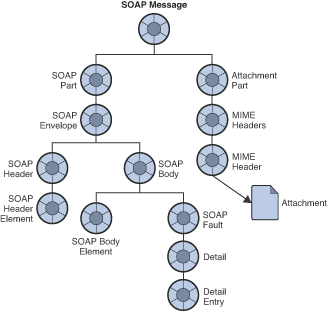 SOAP Message
SOAP
Part
Attachment
Part
SOAP
Envelope
MIME
Headers
SOAP
Header
SOAP
Body
MIME
Header
SOAP
Header
Element
SOAP Body
Element
SOAP
Fault
Attachment
Detail
Detail
Entry